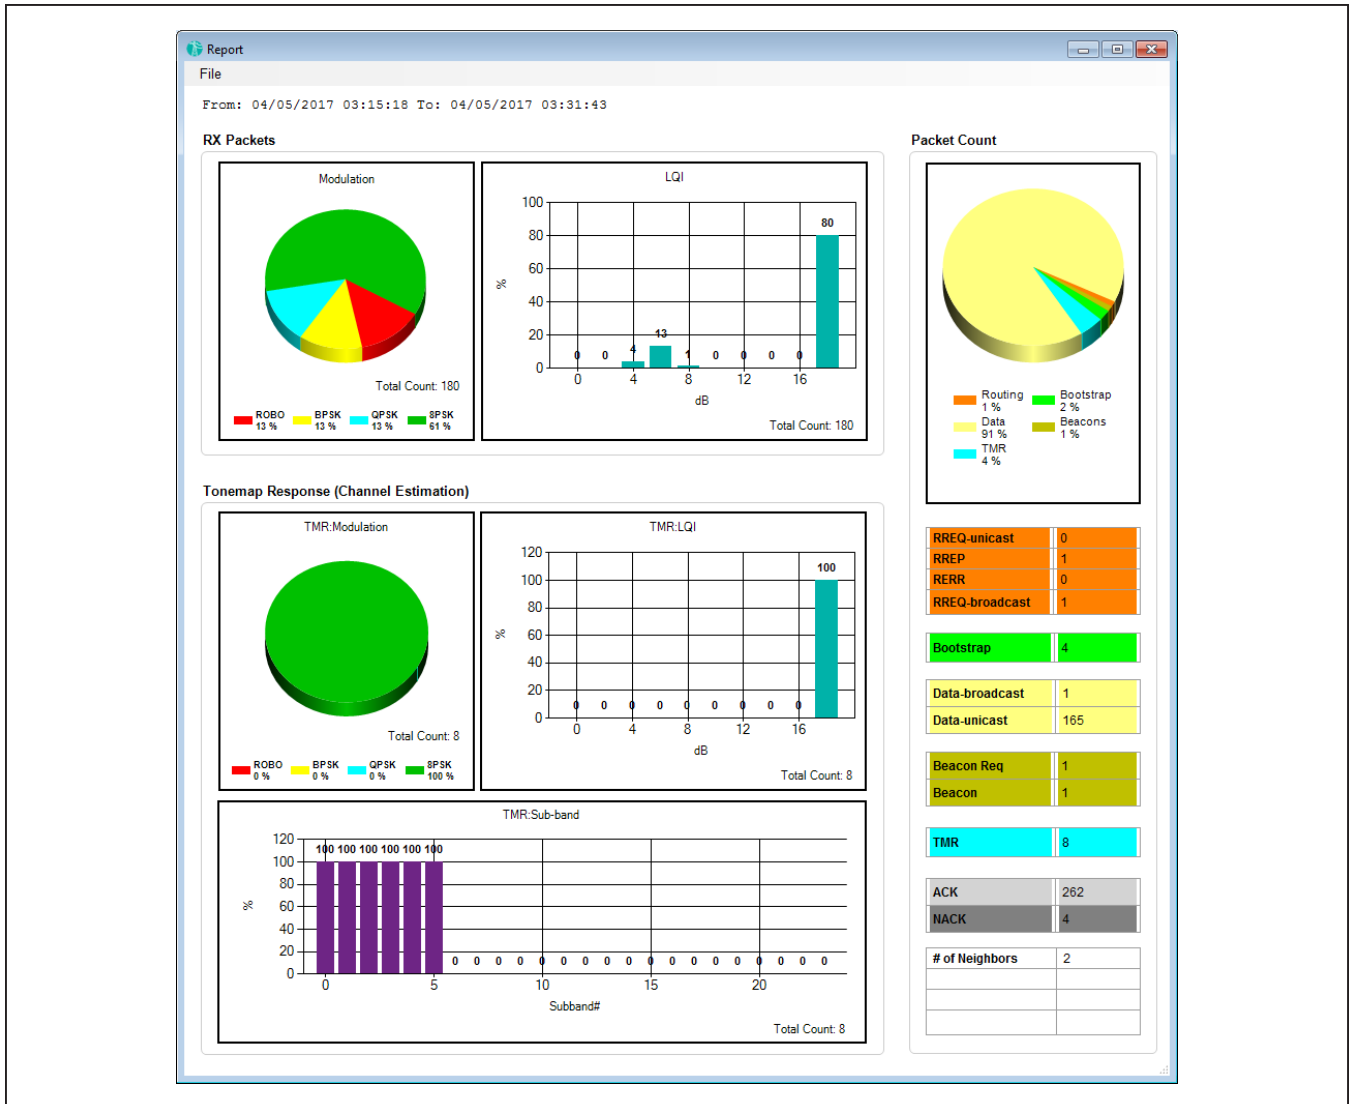 Report
File
From: 04/05/2017 03:15:18 To: 04/05/2017 03:31:43
RX Packets
Modulation
Total Count: 180
ROBO 13 %
BPSK 13 %
QPSK 13 %
8PSK 61 %
LQI
100
80
60
40
20
0
%
0 0 4 13 1 0 0 0 0 80
0 4 8 12 16
dB
Total Count: 180
Tonemap Response (Channel Estimation)
TMR:Modulation
Total Count: 8
ROBO 0 %
BPSK 0 %
QPSK 0 %
8PSK 100 %
TMR:LQI
120
100
80
60
40
20
0
%
0 0 0 0 0 0 0 0 0 100
0 4 8 12 16
dB
Total Count: 8
TMR:Sub-band
120
100
80
60
40
20
0
%
100 100 100 100 100 100 0 0 0 0 0 0 0 0 0 0 0 0 0 0 0 0 0 0
0 5 10 15 20
Subband#
Total Count: 8
Packet Count
Routing 1 %
Bootstrap 2 %
Data 91 %
Beacons 1 %
TMR 4 %
RREQ-unicast 0
RREP 1
RERR 0
RREQ-broadcast 1
Bootstrap 4
Data-broadcast 1
Data-unicast 165
Beacon Req 1
Beacon 1
TMR 8
ACK 262
NACK 4
# of Neighbors 2